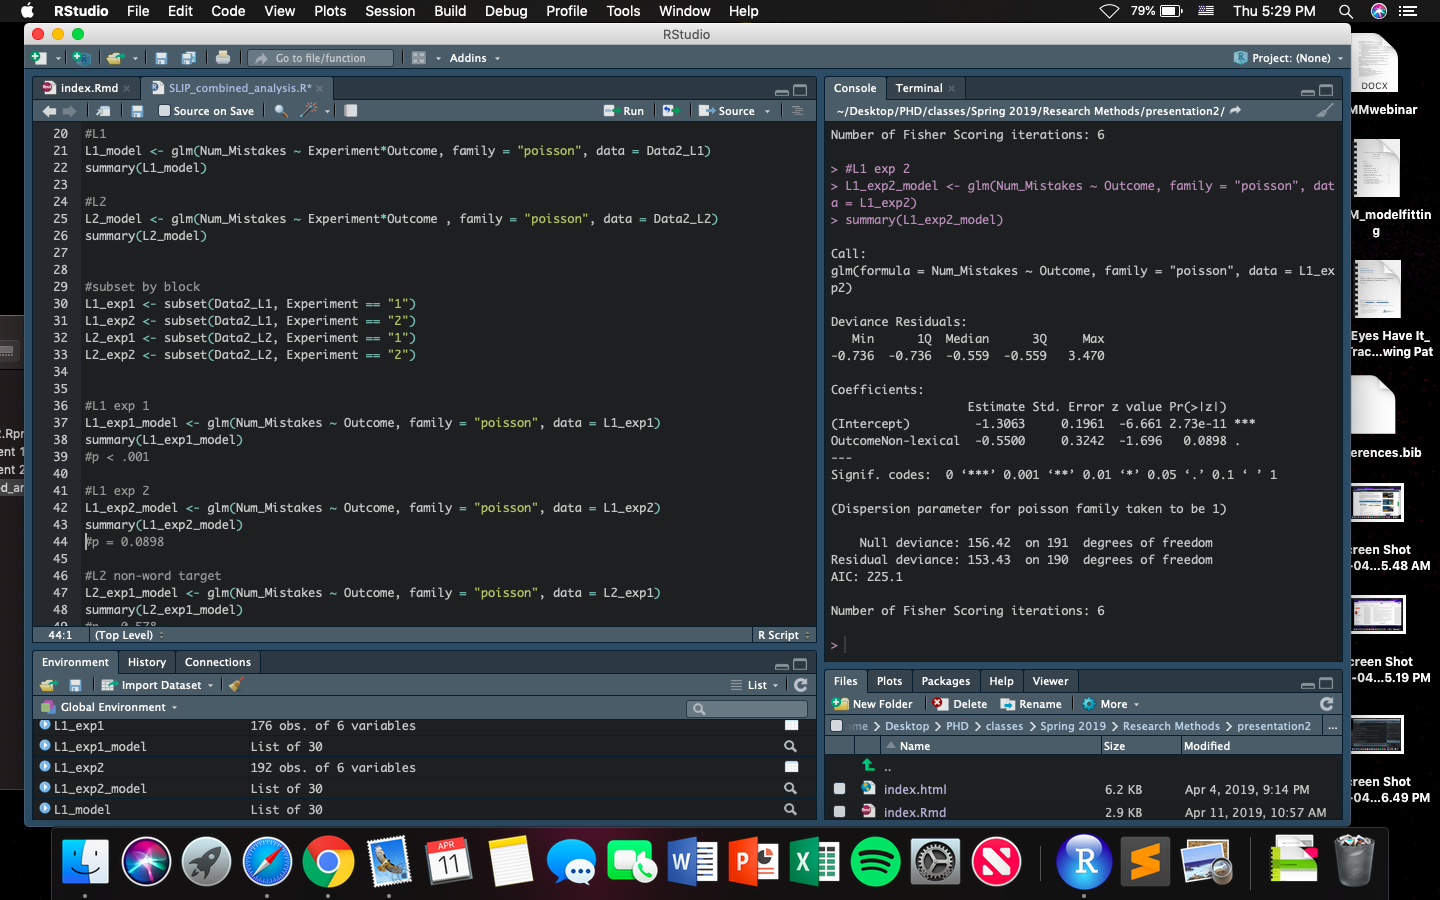 RStudio File Edit Code View Plots Session Build Debug Profile Tools Window Help 79% Thu 5:29 PM
RStudio
Go to file/function Addins Project: (None)
index.Rmd SLIP_combined_analysis.R*
Source on Save Run Source
20 #L1
21 L1_model <- glm(Num_Mistakes ~ Experiment*Outcome, family = "poisson", data = Data2_L1)
22 summary(L1_model)
23
24 #L2
25 L2_model <- glm(Num_Mistakes ~ Experiment*Outcome , family = "poisson", data = Data2_L2)
26 summary(L2_model)
27
28
29 #subset by block
30 L1_exp1 <- subset(Data2_L1, Experiment == "1")
31 L1_exp2 <- subset(Data2_L1, Experiment == "2")
32 L2_exp1 <- subset(Data2_L2, Experiment == "1")
33 L2_exp2 <- subset(Data2_L2, Experiment == "2")
34
35
36 #L1 exp 1
37 L1_exp1_model <- glm(Num_Mistakes ~ Outcome, family = "poisson", data = L1_exp1)
38 summary(L1_exp1_model)
39 #p < .001
40
41 #L1 exp 2
42 L1_exp2_model <- glm(Num_Mistakes ~ Outcome, family = "poisson", data = L1_exp2)
43 summary(L1_exp2_model)
44 #p = 0.0898
45
46 #L2 non-word target
47 L2_exp1_model <- glm(Num_Mistakes ~ Outcome, family = "poisson", data = L2_exp1)
48 summary(L2_exp1_model)
49 #p = 0.578
44:1 (Top Level) R Script
Environment History Connections
Import Dataset List
Global Environment
L1_exp1 176 obs. of 6 variables
L1_exp1_model List of 30
L1_exp2 192 obs. of 6 variables
L1_exp2_model List of 30
L1_model List of 30
Console Terminal
~/Desktop/PHD/classes/Spring 2019/Research Methods/presentation2/
Number of Fisher Scoring iterations: 6
> #L1 exp 2
> L1_exp2_model <- glm(Num_Mistakes ~ Outcome, family = "poisson", dat
a = L1_exp2)
> summary(L1_exp2_model)
Call:
glm(formula = Num_Mistakes ~ Outcome, family = "poisson", data = L1_ex
p2)
Deviance Residuals:
Min 1Q Median 3Q Max
-0.736 -0.736 -0.559 -0.559 3.470
Coefficients:
Estimate Std. Error z value Pr(>|z|)
(Intercept) -1.3063 0.1961 -6.661 2.73e-11 ***
OutcomeNon-lexical -0.5500 0.3242 -1.696 0.0898 .
---
Signif. codes: 0 ‘***’ 0.001 ‘**’ 0.01 ‘*’ 0.05 ‘.’ 0.1 ‘ ’ 1
(Dispersion parameter for poisson family taken to be 1)
Null deviance: 156.42 on 191 degrees of freedom
Residual deviance: 153.43 on 190 degrees of freedom
AIC: 225.1
Number of Fisher Scoring iterations: 6
>
Files Plots Packages Help Viewer
New Folder Delete Rename More
ome > Desktop > PHD > classes > Spring 2019 > Research Methods > presentation2 ...
Name Size Modified
..
index.html 6.2 KB Apr 4, 2019, 9:14 PM
index.Rmd 2.9 KB Apr 11, 2019, 10:57 AM
DOCX
MMwebinar
M_modelfittin
g
Eyes Have It_
rac...wing Pat
erences.bib
creen Shot
-04...5.48 AM
creen Shot
-04...5.19 PM
creen Shot
-04...6.49 PM
R.Rpr
ent 1
ent 2
ed_ar
APR
11
W P X R S N